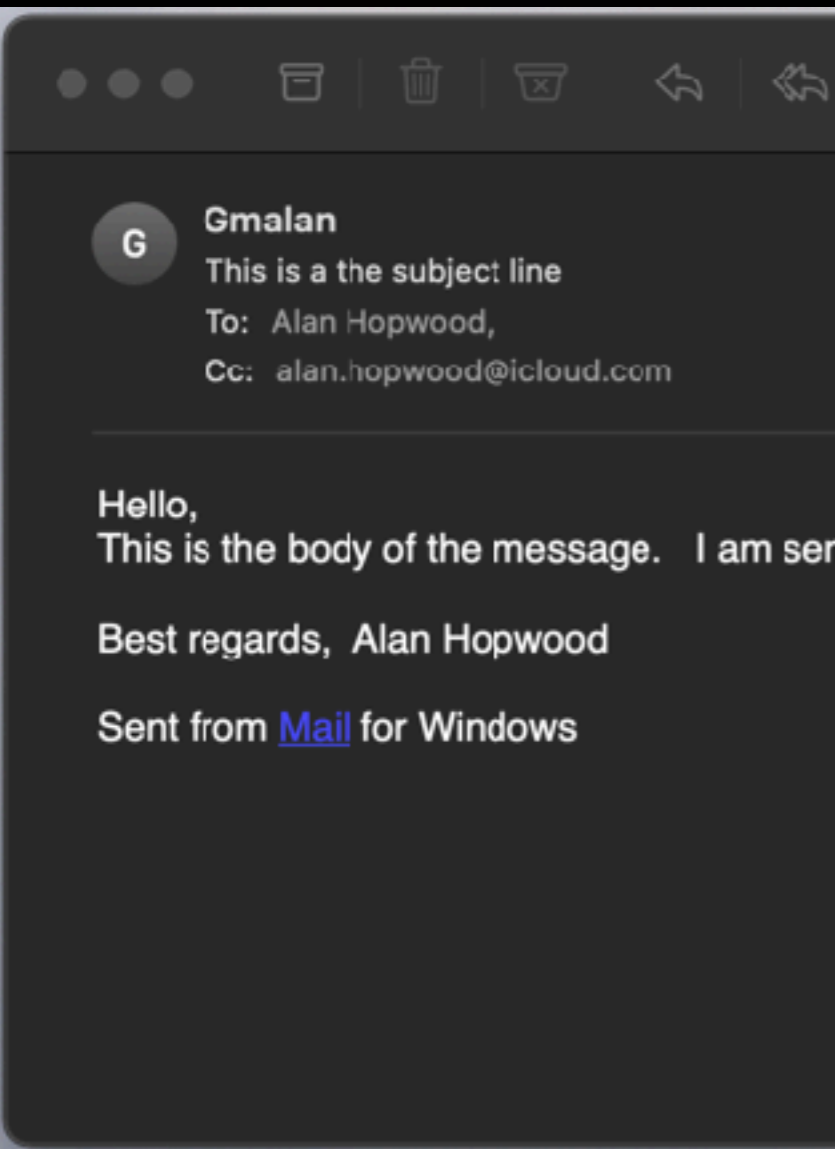 G
Gmalan
This is a the subject line
To: Alan Hopwood,
Cc: alan.hopwood@icloud.com
Hello,
This is the body of the message. I am ser
Best regards, Alan Hopwood
Sent from Mail for Windows